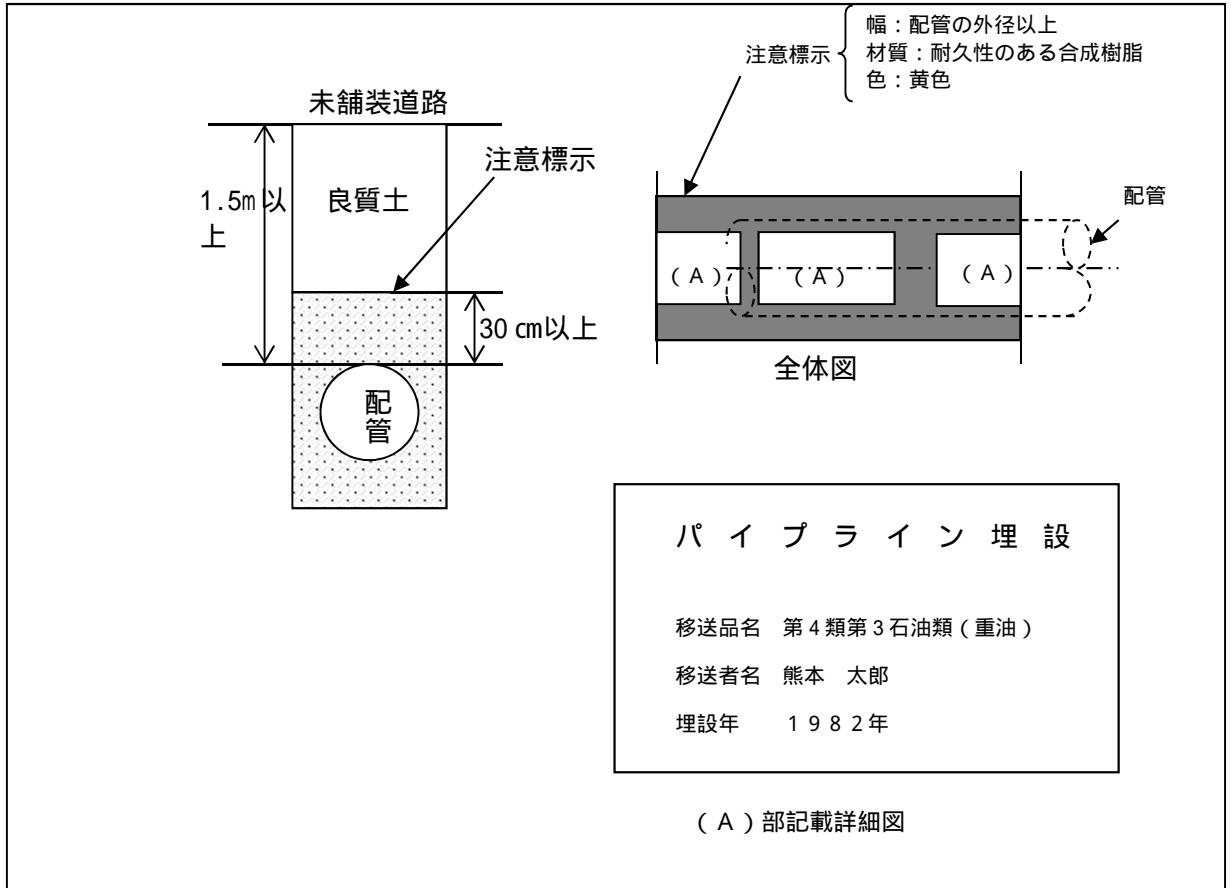 幅：配管の外径以上
注意標示
材質：耐久性のある合成樹脂
色：黄色
未舗装道路
注意標示
1.5m以
上
良質土
30㎝以上
配
管
配管
（Ａ）
（Ａ）
（Ａ）
全体図
パイプライン埋設
移送品名　第４類第３石油類（重油）
移送者名　熊本　太郎
埋設年　　１９８２年
（Ａ）部記載詳細図